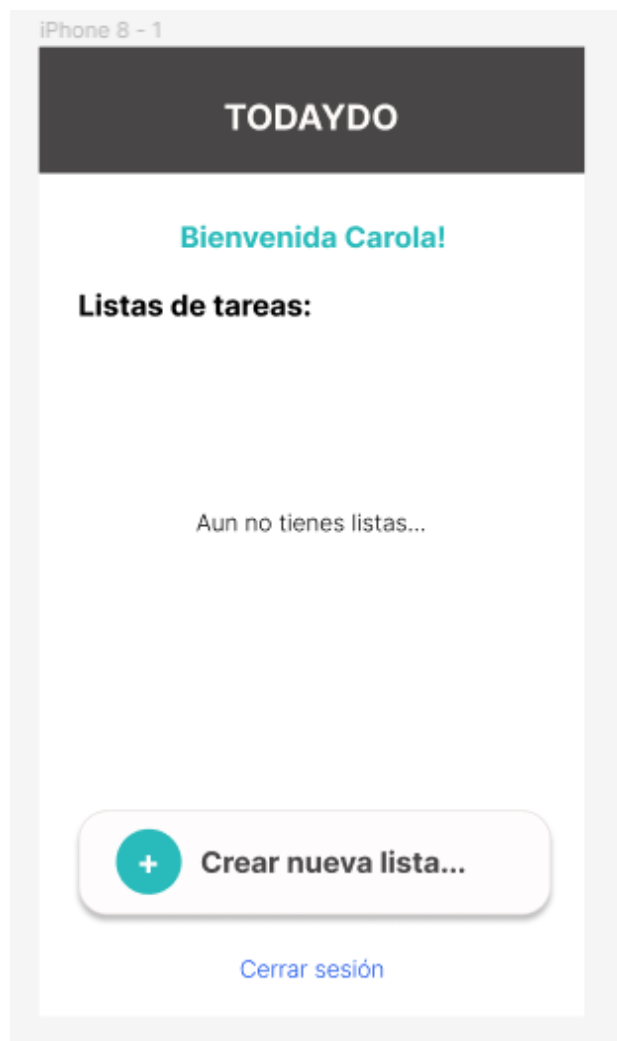 iPhone 8 - 1
TODAYDO
Bienvenida Carola!
Listas de tareas:
Aun no tienes listas...
+ Crear nueva lista...
Cerrar sesión